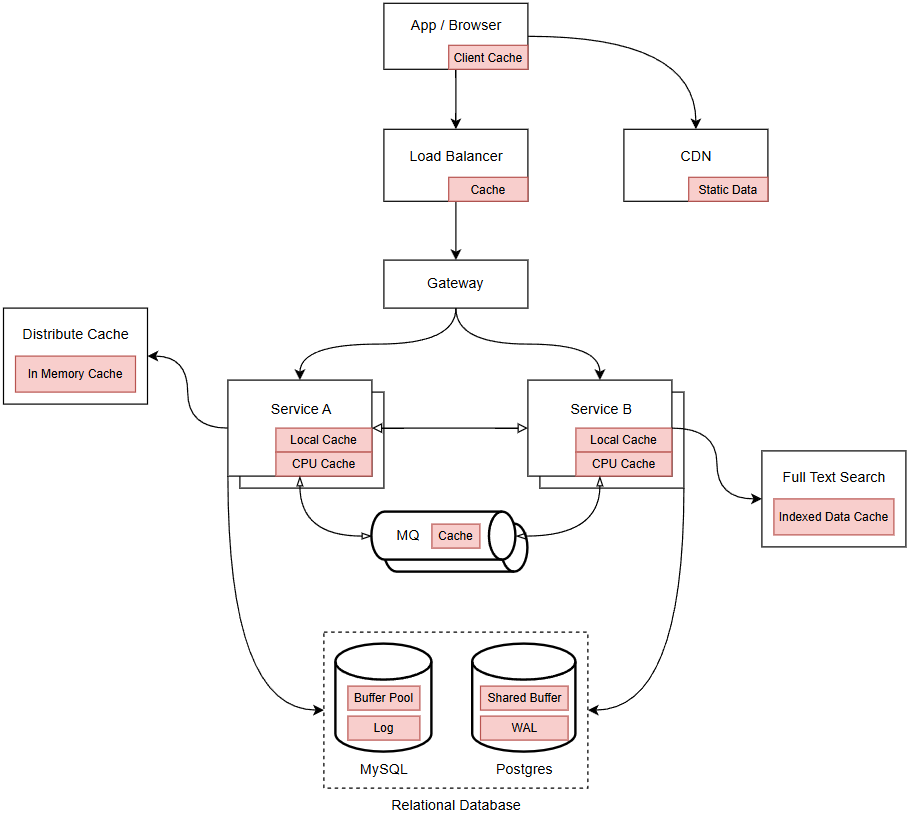 App / Browser
Client Cache
Load Balancer
Cache
CDN
Static Data
Gateway
Distribute Cache
In Memory Cache
Service A
Local Cache
CPU Cache
Service B
Local Cache
CPU Cache
Full Text Search
Indexed Data Cache
MQ
Cache
Buffer Pool
Log
MySQL
Shared Buffer
WAL
Postgres
Relational Database